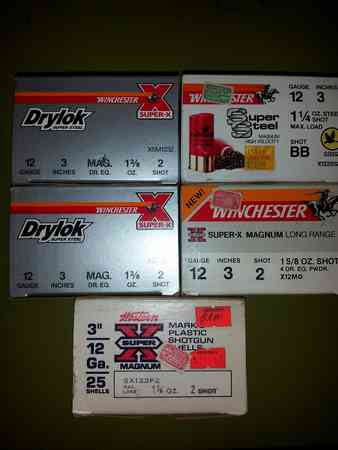 WINCHESTER
X
SUPER-X
Drylok
SUPER STEEL
XSM1232
12 3 MAG. 1 3/8 2
GAUGE INCHES DR. EQ. OZ. SHOT
WINCHESTER
GAUGE INCHES
12 3
Super
Steel
MAGNUM
HIGH VELOCITY
1 1/4 OZ. STEEL
SHOT
MAX. LOAD
SHOT
BB
WINCHESTER
X
SUPER-X
Drylok
SUPER STEEL
12 3 MAG. 1 3/8 2
GAUGE INCHES DR. EQ. OZ. SHOT
NEW!
WINCHESTER
X SUPER-X MAGNUM LONG RANGE
GAUGE INCHES SHOT
12 3 2
1 5/8 OZ. SHOT
4 DR. EQ. PWDR.
X12MG
Western
3"
12
Ga.
25
SHELLS
SUPER
X
MAGNUM
MARK 5
PLASTIC
SHOTGUN
SHELLS
2 SHOT